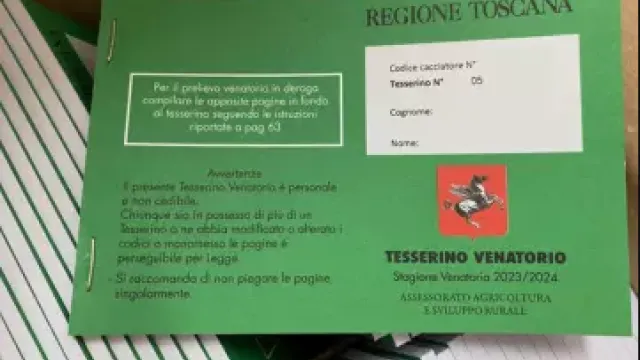 REGIONE TOSCANA
Codice cacciatore N°
Tesserino N° 05
Cognome:
Nome:
Per il prelievo venatorio in deroga
compilare le apposite pagine in fondo
al tesserino seguendo le istruzioni
riportate a pag 63
Avvertenze
Il presente Tesserino Venatorio è personale
e non cedibile.
Chiunque sia in possesso di più di un
Tesserino o ne abbia modificato o alterato i
codici o manomesso le pagine è
perseguibile per Legge.
- Si raccomanda di non piegare le pagine
singolarmente.
TESSERINO VENATORIO
Stagione Venatoria 2023/2024
ASSESSORATO AGRICOLTURA
E SVILUPPO RURALE